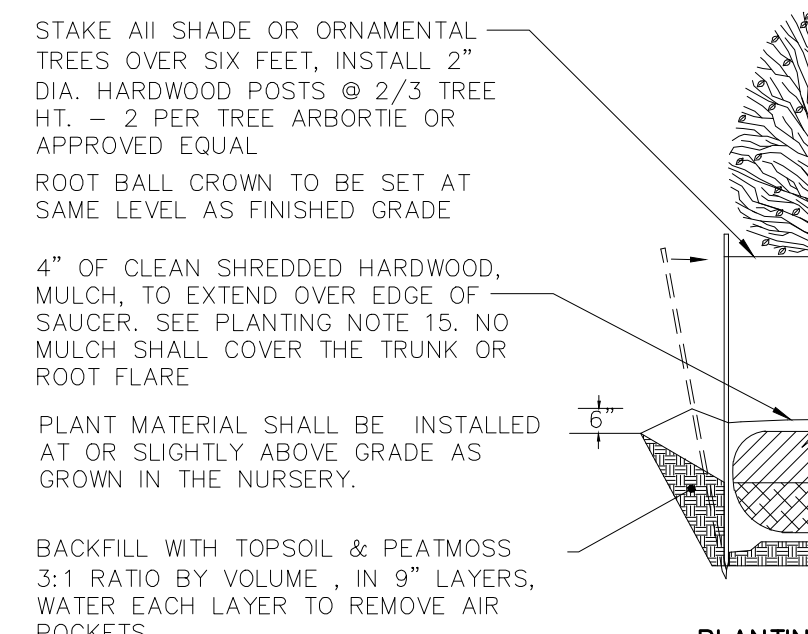 STAKE All SHADE OR ORNAMENTAL
TREES OVER SIX FEET, INSTALL 2”
DIA. HARDWOOD POSTS @ 2/3 TREE
HT. – 2 PER TREE ARBORTIE OR
APPROVED EQUAL
ROOT BALL CROWN TO BE SET AT
SAME LEVEL AS FINISHED GRADE
4” OF CLEAN SHREDDED HARDWOOD,
MULCH, TO EXTEND OVER EDGE OF
SAUCER. SEE PLANTING NOTE 15. NO
MULCH SHALL COVER THE TRUNK OR
ROOT FLARE
6”
PLANT MATERIAL SHALL BE INSTALLED
AT OR SLIGHTLY ABOVE GRADE AS
GROWN IN THE NURSERY.
BACKFILL WITH TOPSOIL & PEATMOSS
3:1 RATIO BY VOLUME , IN 9” LAYERS,
WATER EACH LAYER TO REMOVE AIR
POCKETS